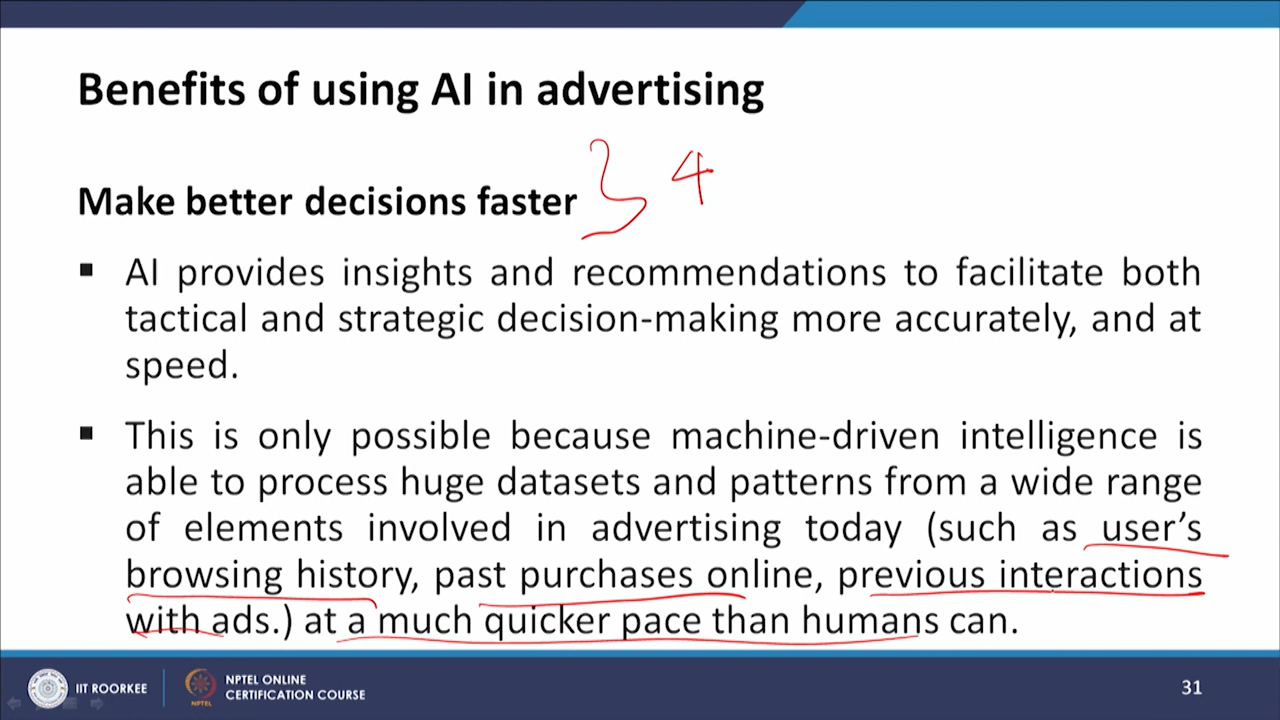 Benefits of using AI in advertising
Make better decisions faster
4
▪ AI provides insights and recommendations to facilitate both
tactical and strategic decision-making more accurately, and at
speed.
▪ This is only possible because machine-driven intelligence is
able to process huge datasets and patterns from a wide range
of elements involved in advertising today (such as user’s
browsing history, past purchases online, previous interactions
with ads.) at a much quicker pace than humans can.
IIT ROORKEE
NPTEL
NPTEL ONLINE
CERTIFICATION COURSE
31